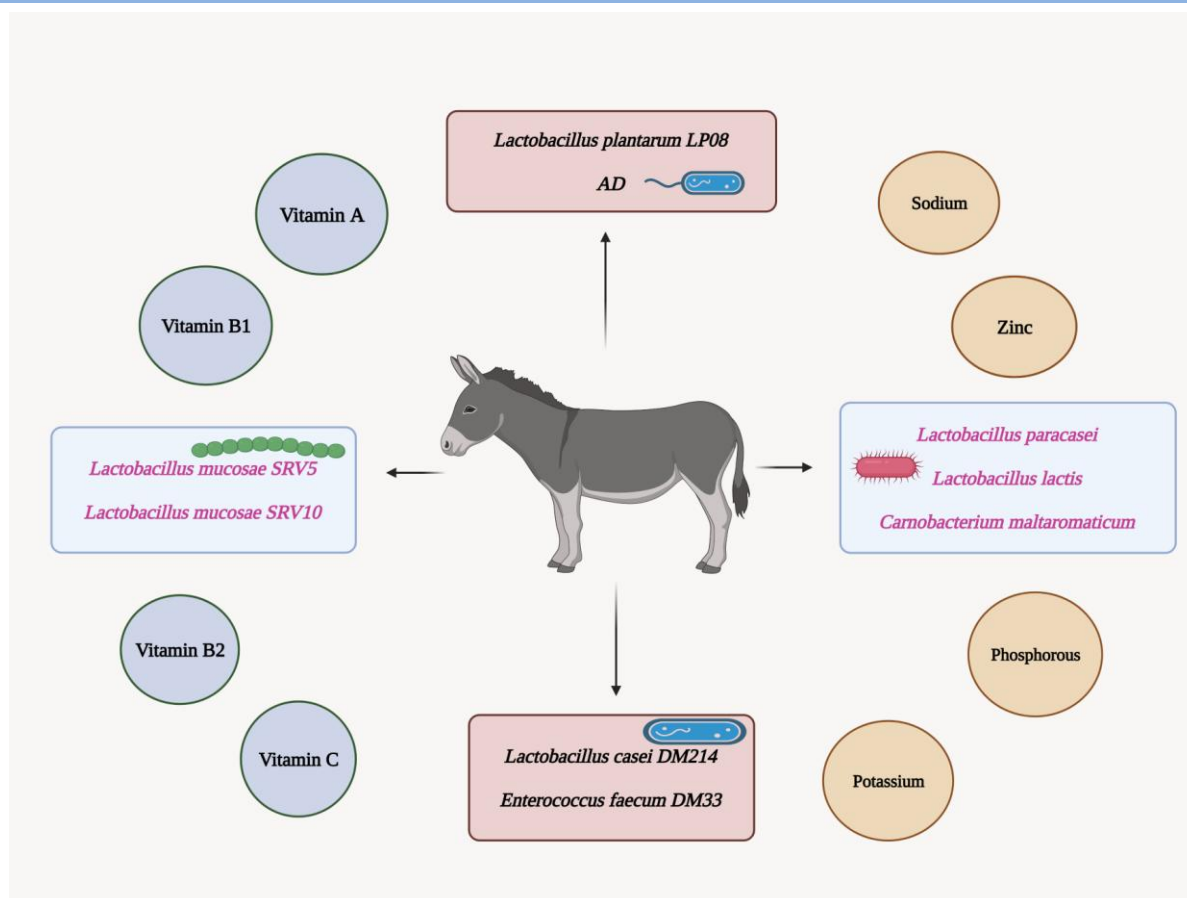 Lactobacillus plantarum LP08
AD
Vitamin A
Sodium
Vitamin B1
Zinc
Lactobacillus mucosae SRV5
Lactobacillus mucosae SRV10
Lactobacillus paracasei
Lactobacillus lactis
Carnobacterium maltaromaticum
Vitamin B2
Phosphorous
Vitamin C
Potassium
Lactobacillus casei DM214
Enterococcus faecum DM33